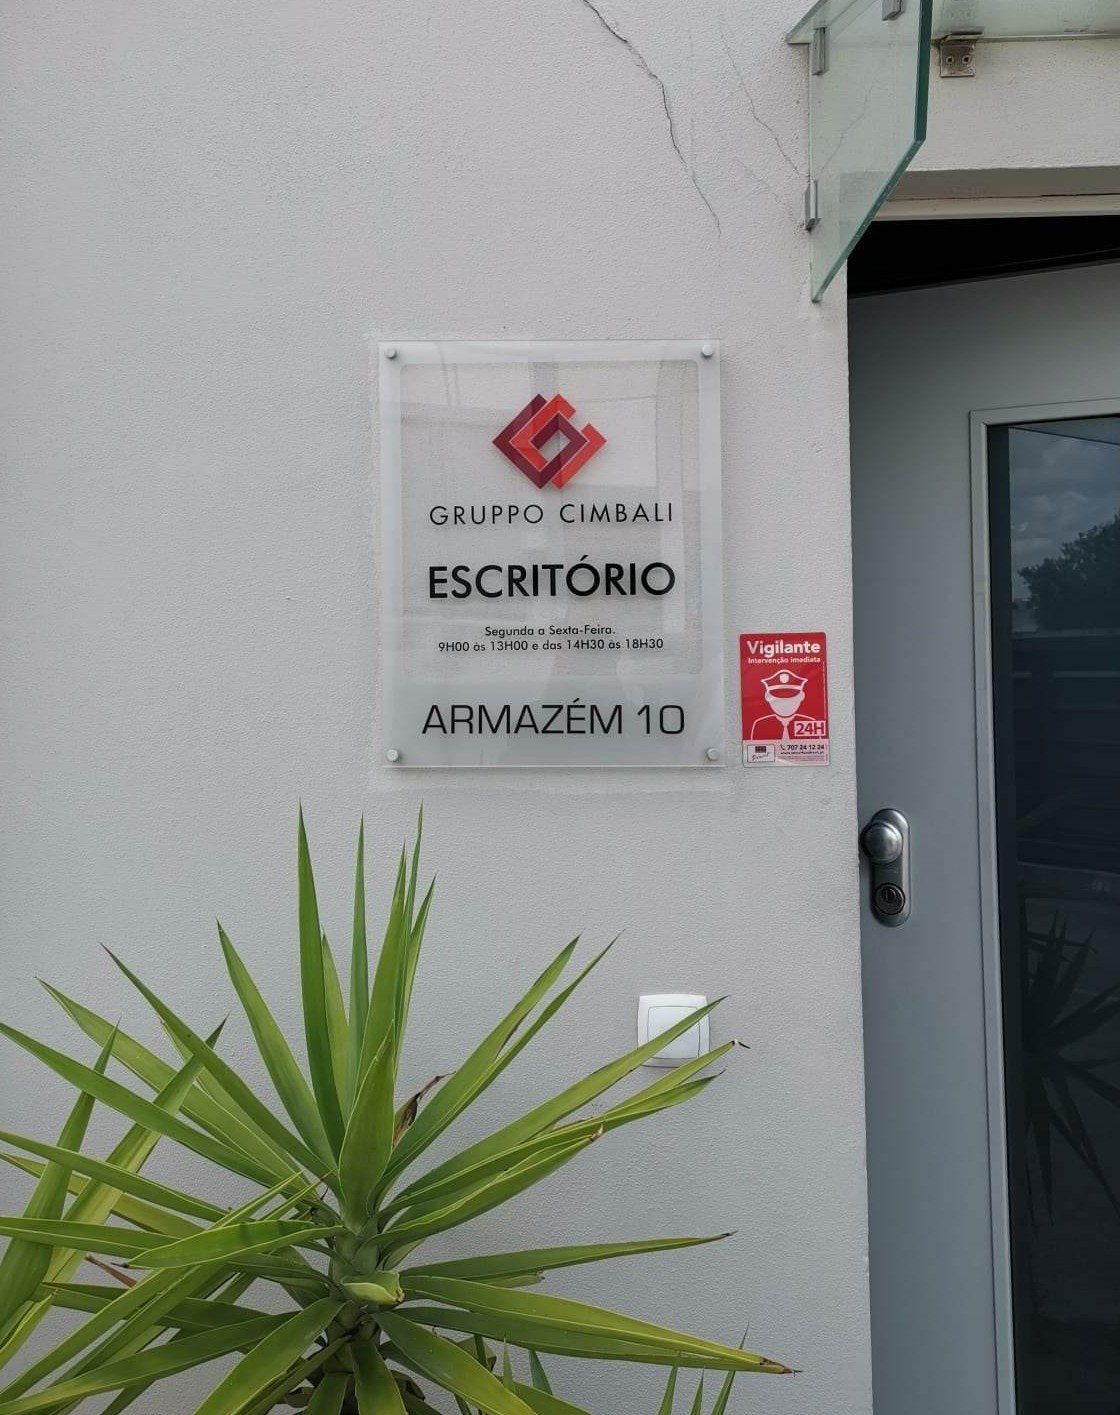 GRUPPO CIMBALI
ESCRITÓRIO
Segunda a Sexta-Feira.
9H00 às 13H00 e das 14H30 às 18H30
ARMAZÉM 10
Vigilante
Intervenção imediata
24H
707 24 12 24